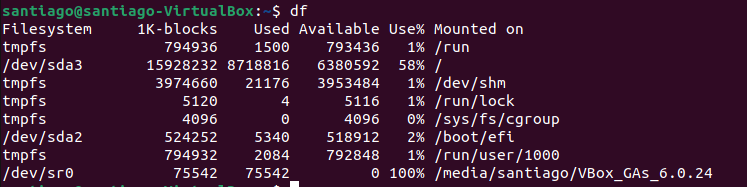 santiago@santiago-VirtualBox:~$ df
Filesystem     1K-blocks    Used Available Use% Mounted on
tmpfs             794936    1500    793436   1% /run
/dev/sda3       15928232 8718816   6380592  58% /
tmpfs            3974660   21176   3953484   1% /dev/shm
tmpfs               5120       4      5116   1% /run/lock
tmpfs               4096       0      4096   0% /sys/fs/cgroup
/dev/sda2         524252    5340    518912   2% /boot/efi
tmpfs             794932    2084    792848   1% /run/user/1000
/dev/sr0           75542   75542         0 100% /media/santiago/VBox_GAs_6.0.24